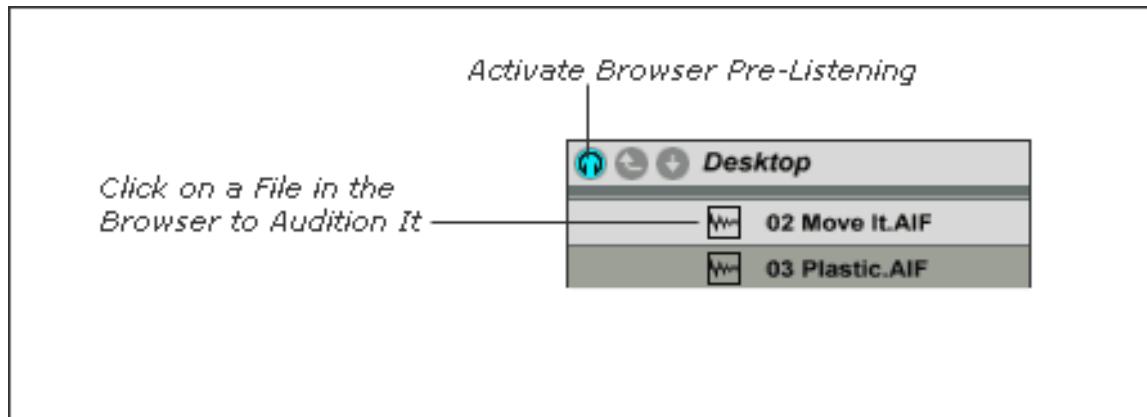 Activate Browser Pre-Listening
Desktop
Click on a File in the
Browser to Audition It
02 Move It.AIF
03 Plastic.AIF